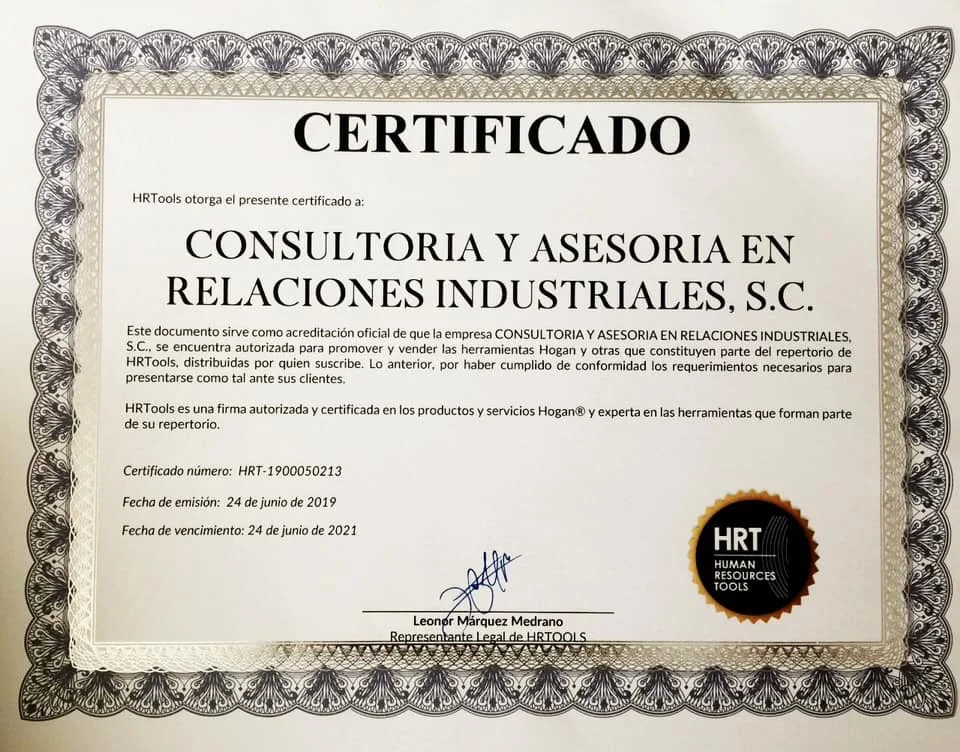 CERTIFICADO
HRTools otorga el presente certificado a:
CONSULTORIA Y ASESORIA EN
RELACIONES INDUSTRIALES, S.C.
Este documento sirve como acreditación oficial de que la empresa CONSULTORIA Y ASESORIA EN RELACIONES INDUSTRIALES,
S.C., se encuentra autorizada para promover y vender las herramientas Hogan y otras que constituyen parte del repertorio de
HRTools, distribuidas por quien suscribe. Lo anterior, por haber cumplido de conformidad los requerimientos necesarios para
presentarse como tal ante sus clientes.
HRTools es una firma autorizada y certificada en los productos y servicios Hogan® y experta en las herramientas que forman parte
de su repertorio.
Certificado número: HRT-1900050213
Fecha de emisión: 24 de junio de 2019
Fecha de vencimiento: 24 de junio de 2021
HRT
HUMAN
RESOURCES
TOOLS
Leonor Márquez Medrano
Representante Legal de HRTOOLS